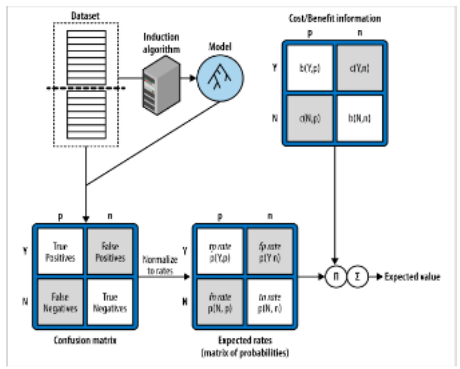 Dataset
Cost/Benefit information
Induction
algorithm
Model
p n
Y b(Y,p) c(Y,n)
N c(N,p) b(N,n)
p n p n
Y True
Positives False
Positives
Normalize
to rates
Y tp rate
p(Y,p) fp rate
p(Y n)
Π Σ Expected value
N False
Negatives True
Negatives
N fn rate
p(N, p) tn rate
p(N, n)
Confusion matrix
Expected rates
(matrix of probabilities)